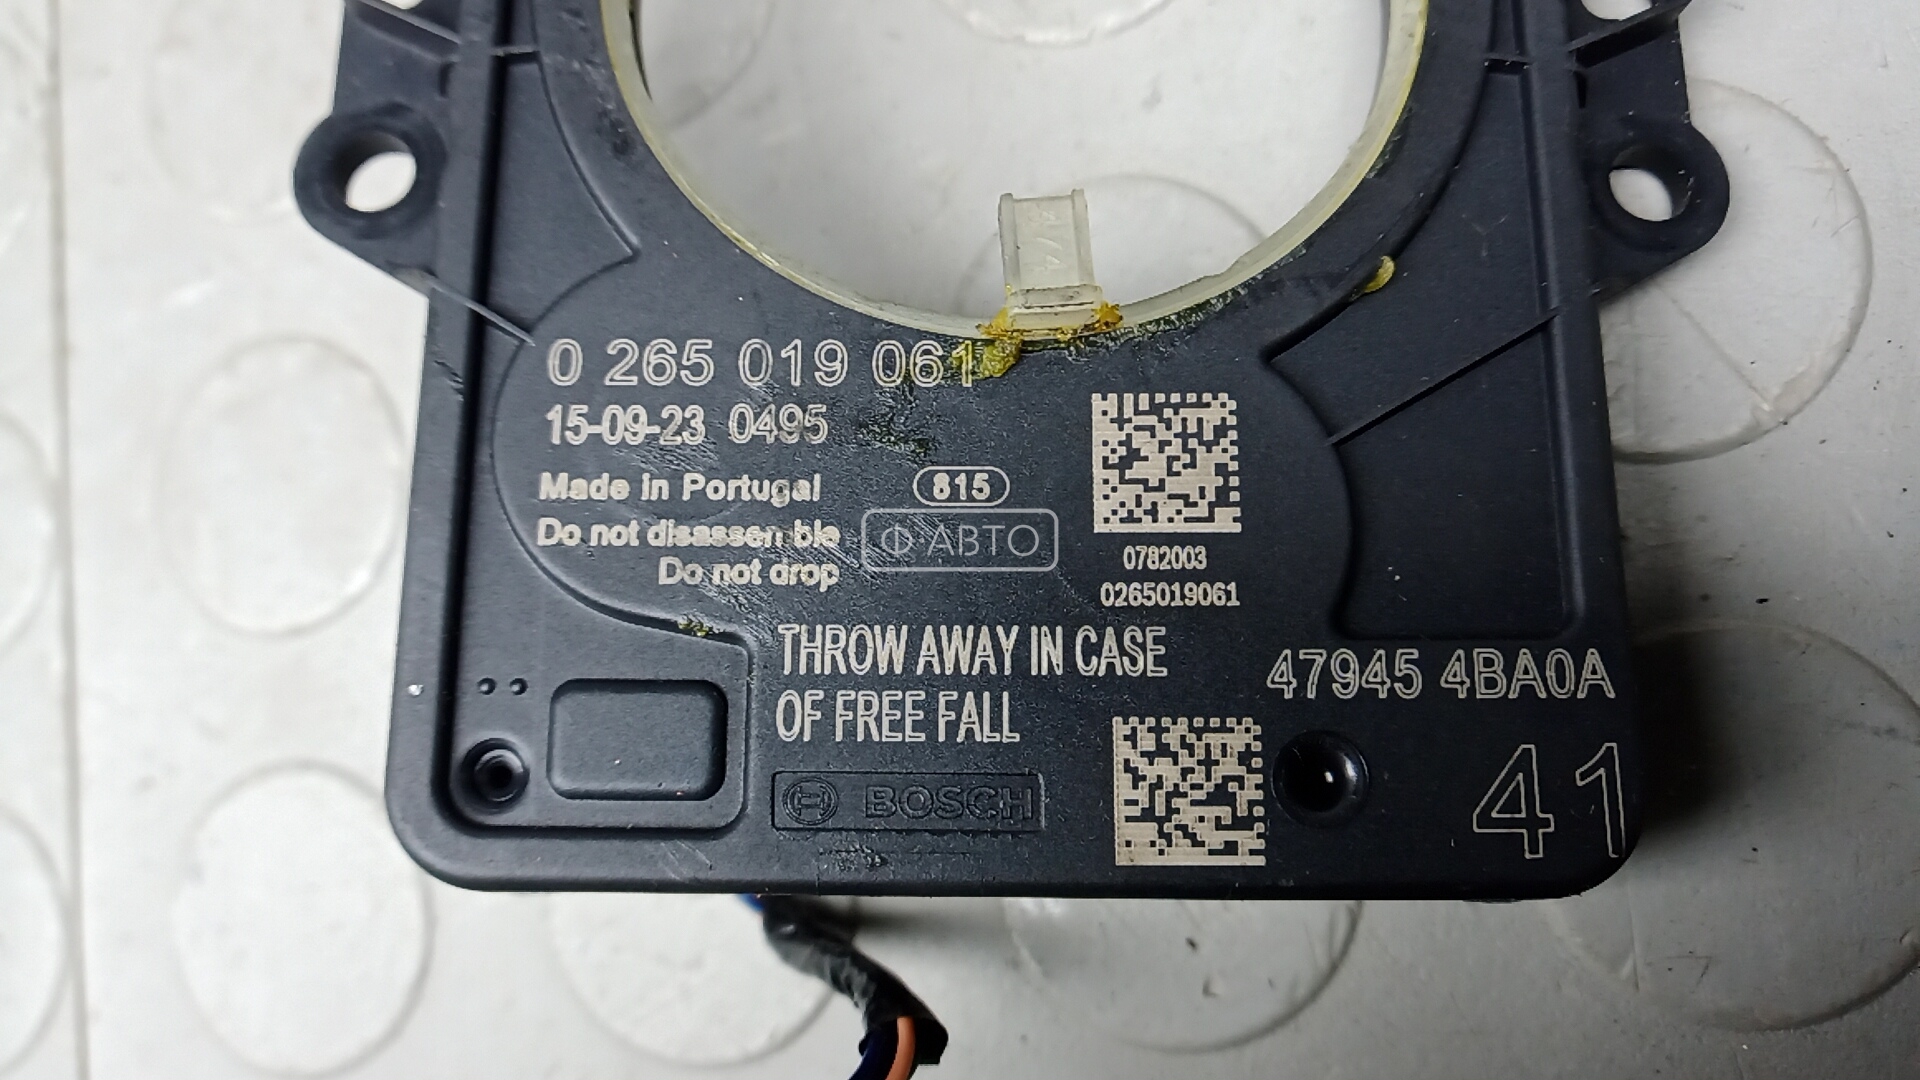 0 265 019 061
15-09-23 0495
Made in Portugal
815
Do not disassemble
Do not drop
Ф АВТО
0782003
0265019061
THROW AWAY IN CASE
OF FREE FALL
47945 4BA0A
BOSCH
41